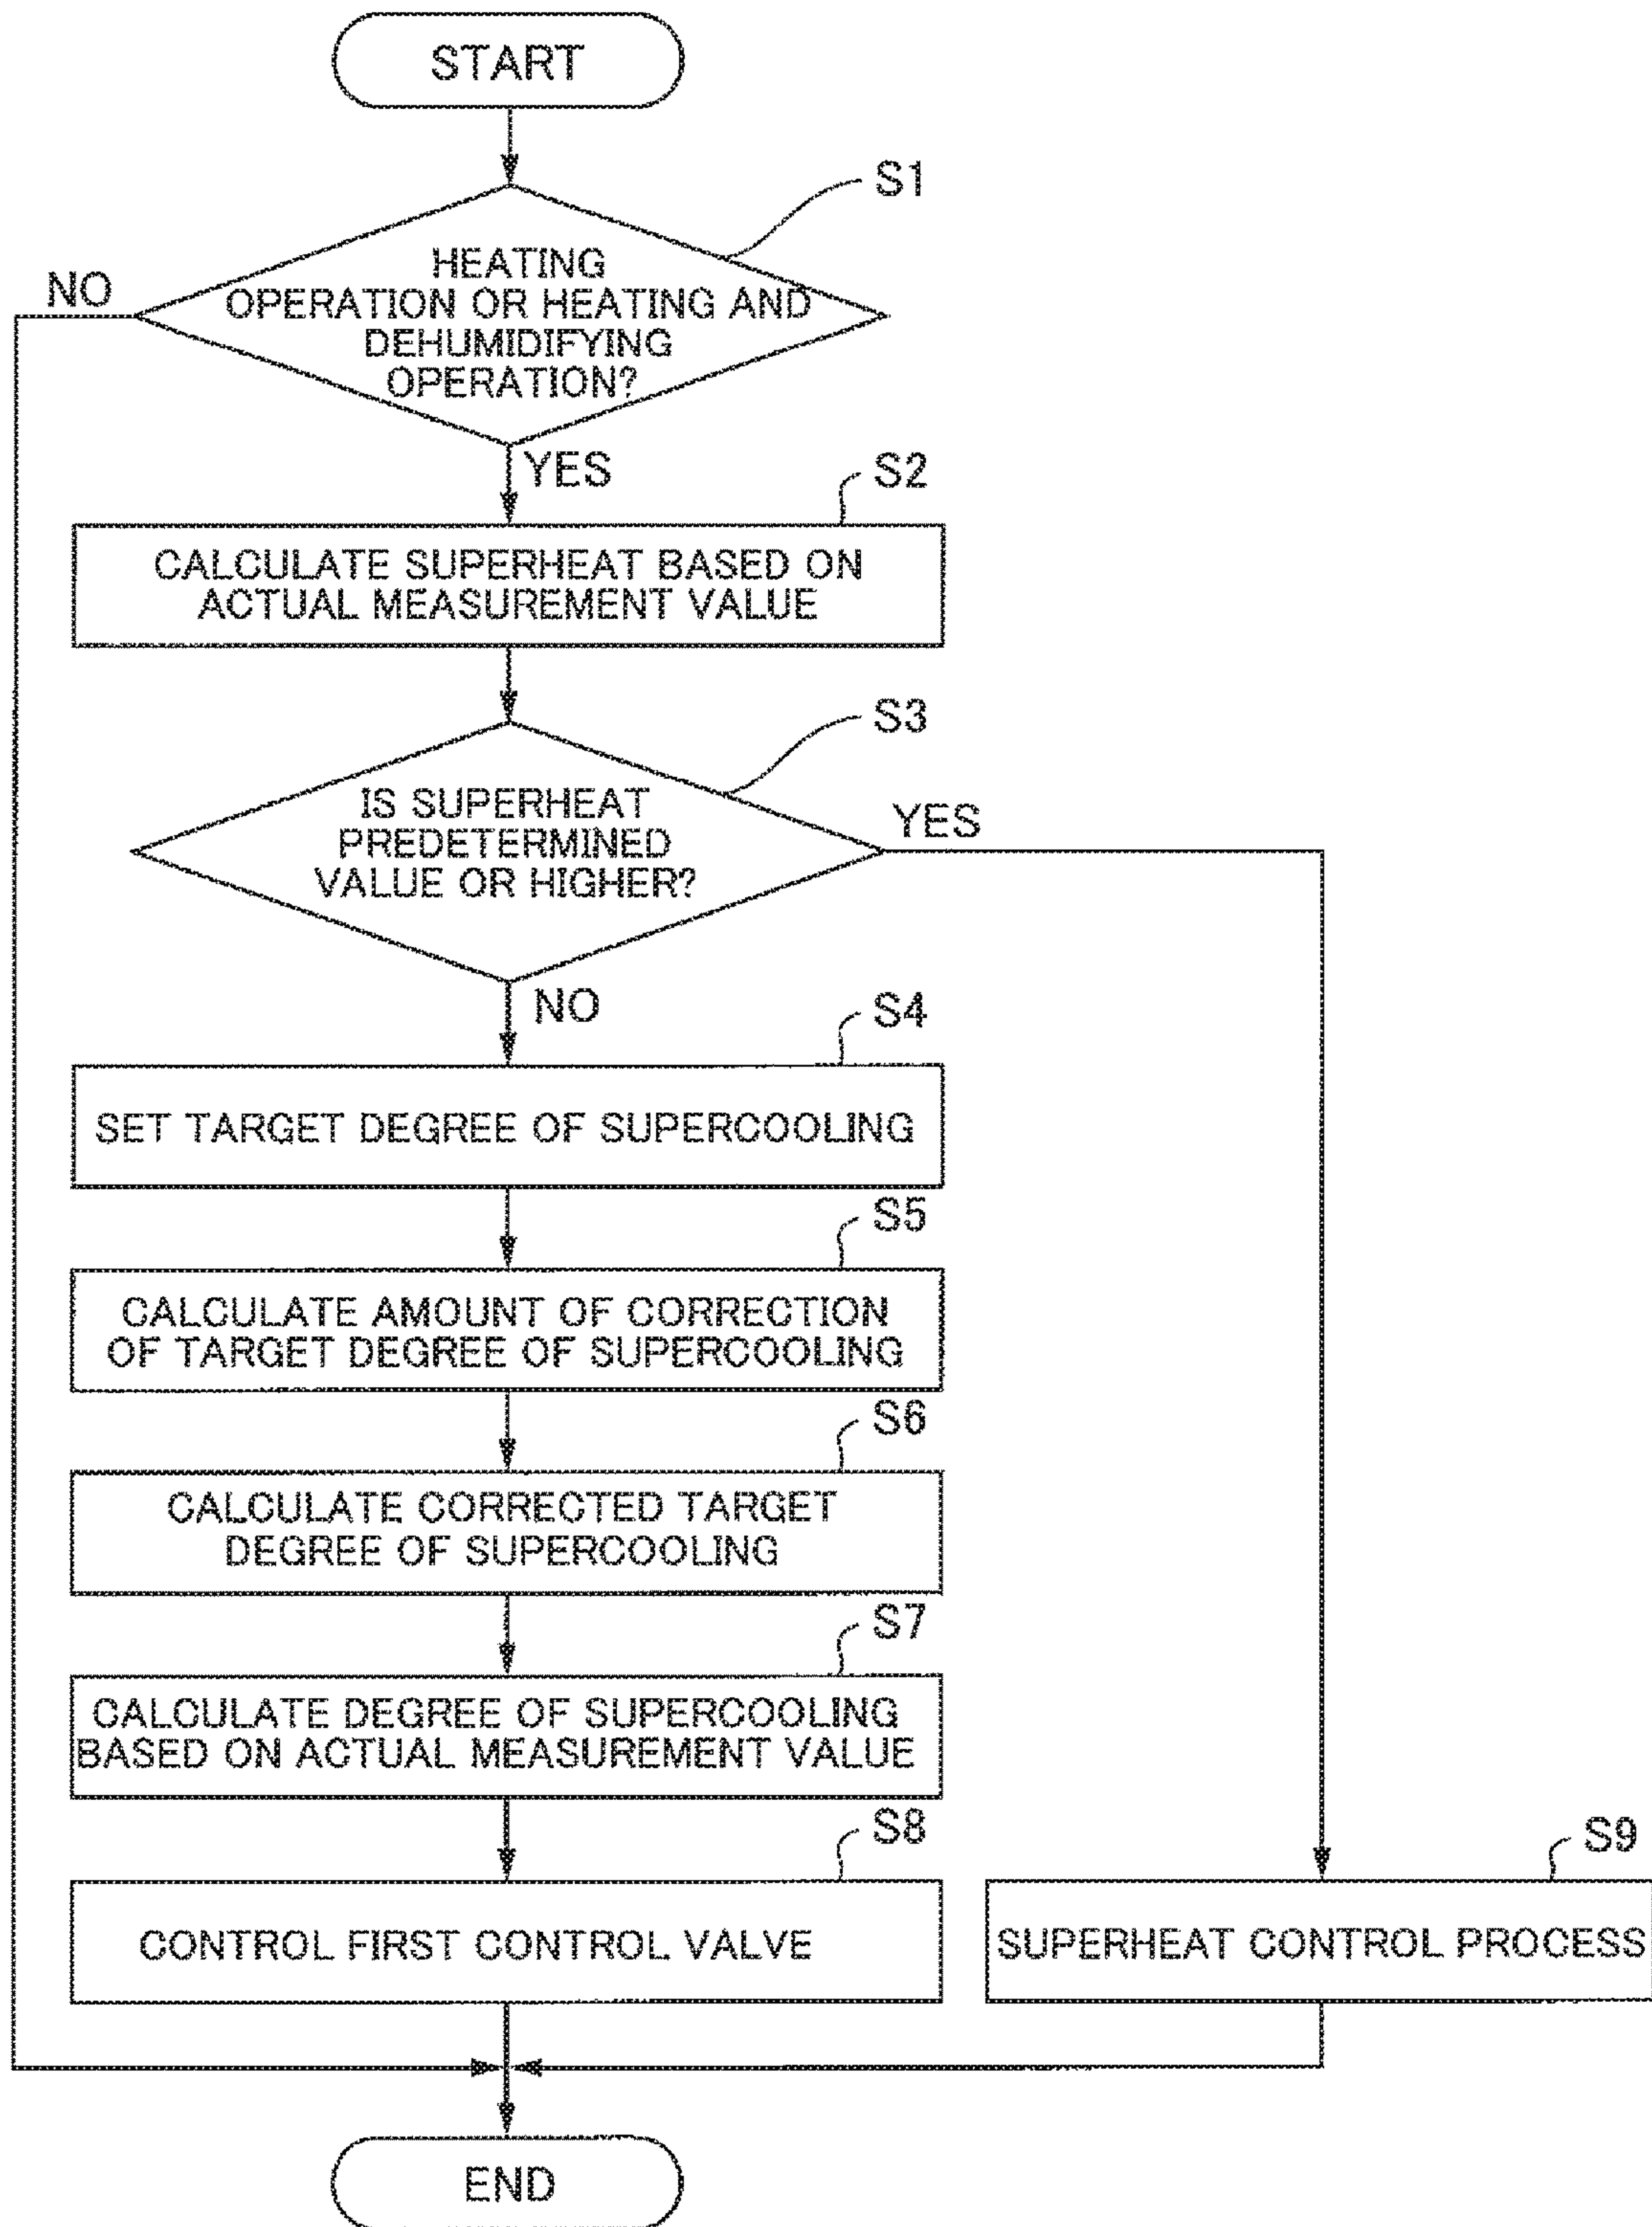 START
S1
HEATING
OPERATION OR HEATING AND
DEHUMIDIFYING
OPERATION?
NO
YES
S2
CALCULATE SUPERHEAT BASED ON
ACTUAL MEASUREMENT VALUE
S3
IS SUPERHEAT
PREDETERMINED
VALUE OR HIGHER?
YES
NO
S4
SET TARGET DEGREE OF SUPERCOOLING
S5
CALCULATE AMOUNT OF CORRECTION
OF TARGET DEGREE OF SUPERCOOLING
S6
CALCULATE CORRECTED TARGET
DEGREE OF SUPERCOOLING
S7
CALCULATE DEGREE OF SUPERCOOLING
BASED ON ACTUAL MEASUREMENT VALUE
S8
CONTROL FIRST CONTROL VALVE
S9
SUPERHEAT CONTROL PROCESS
END